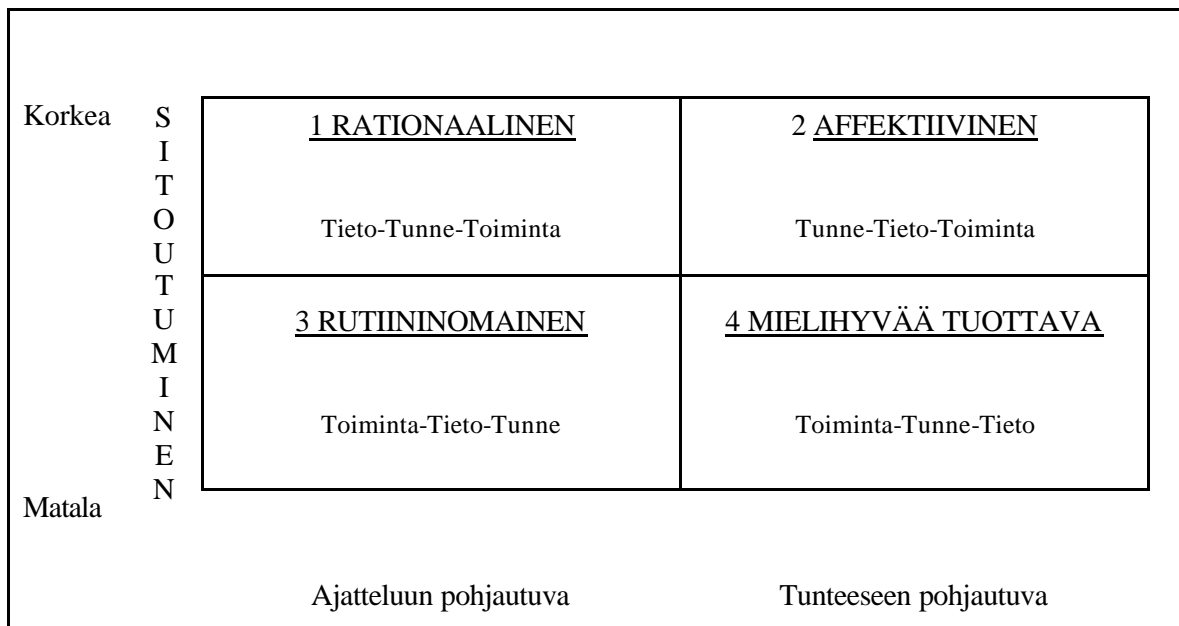 Korkea
SITOUTUMINEN
1 RATIONAALINEN
2 AFFEKTIIVINEN
Tieto-Tunne-Toiminta
Tunne-Tieto-Toiminta
3 RUTIININOMAINEN
4 MIELIHYVÄÄ TUOTTAVA
Toiminta-Tieto-Tunne
Toiminta-Tunne-Tieto
Matala
Ajatteluun pohjautuva
Tunteeseen pohjautuva